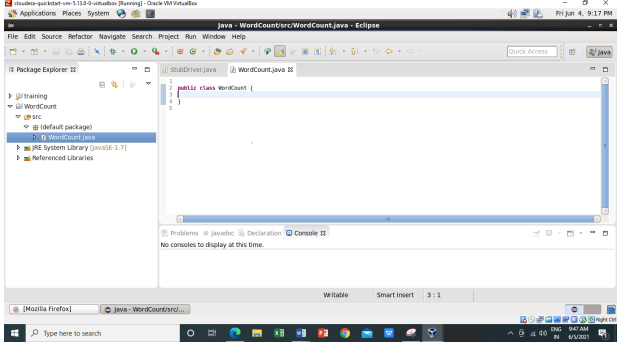 cloudera-quickstart-vm-5.13.0-0-virtualbox [Running] - Oracle VM VirtualBox
Applications Places System
Fri Jun 4, 9:17 PM
Java - WordCount/src/WordCount.java - Eclipse
File Edit Source Refactor Navigate Search Project Run Window Help
Quick Access
Java
Package Explorer
StubDriver.java
WordCount.java
training
WordCount
src
(default package)
WordCount.java
JRE System Library [JavaSE-1.7]
Referenced Libraries
1
2 public class WordCount {
3
4 }
5
Problems @ Javadoc Declaration Console
No consoles to display at this time.
Writable Smart Insert 3 : 1
[Mozilla Firefox]
Java - WordCount/src/...
Right Ctrl
Type here to search
ENG
IN
9:47 AM
6/5/2021